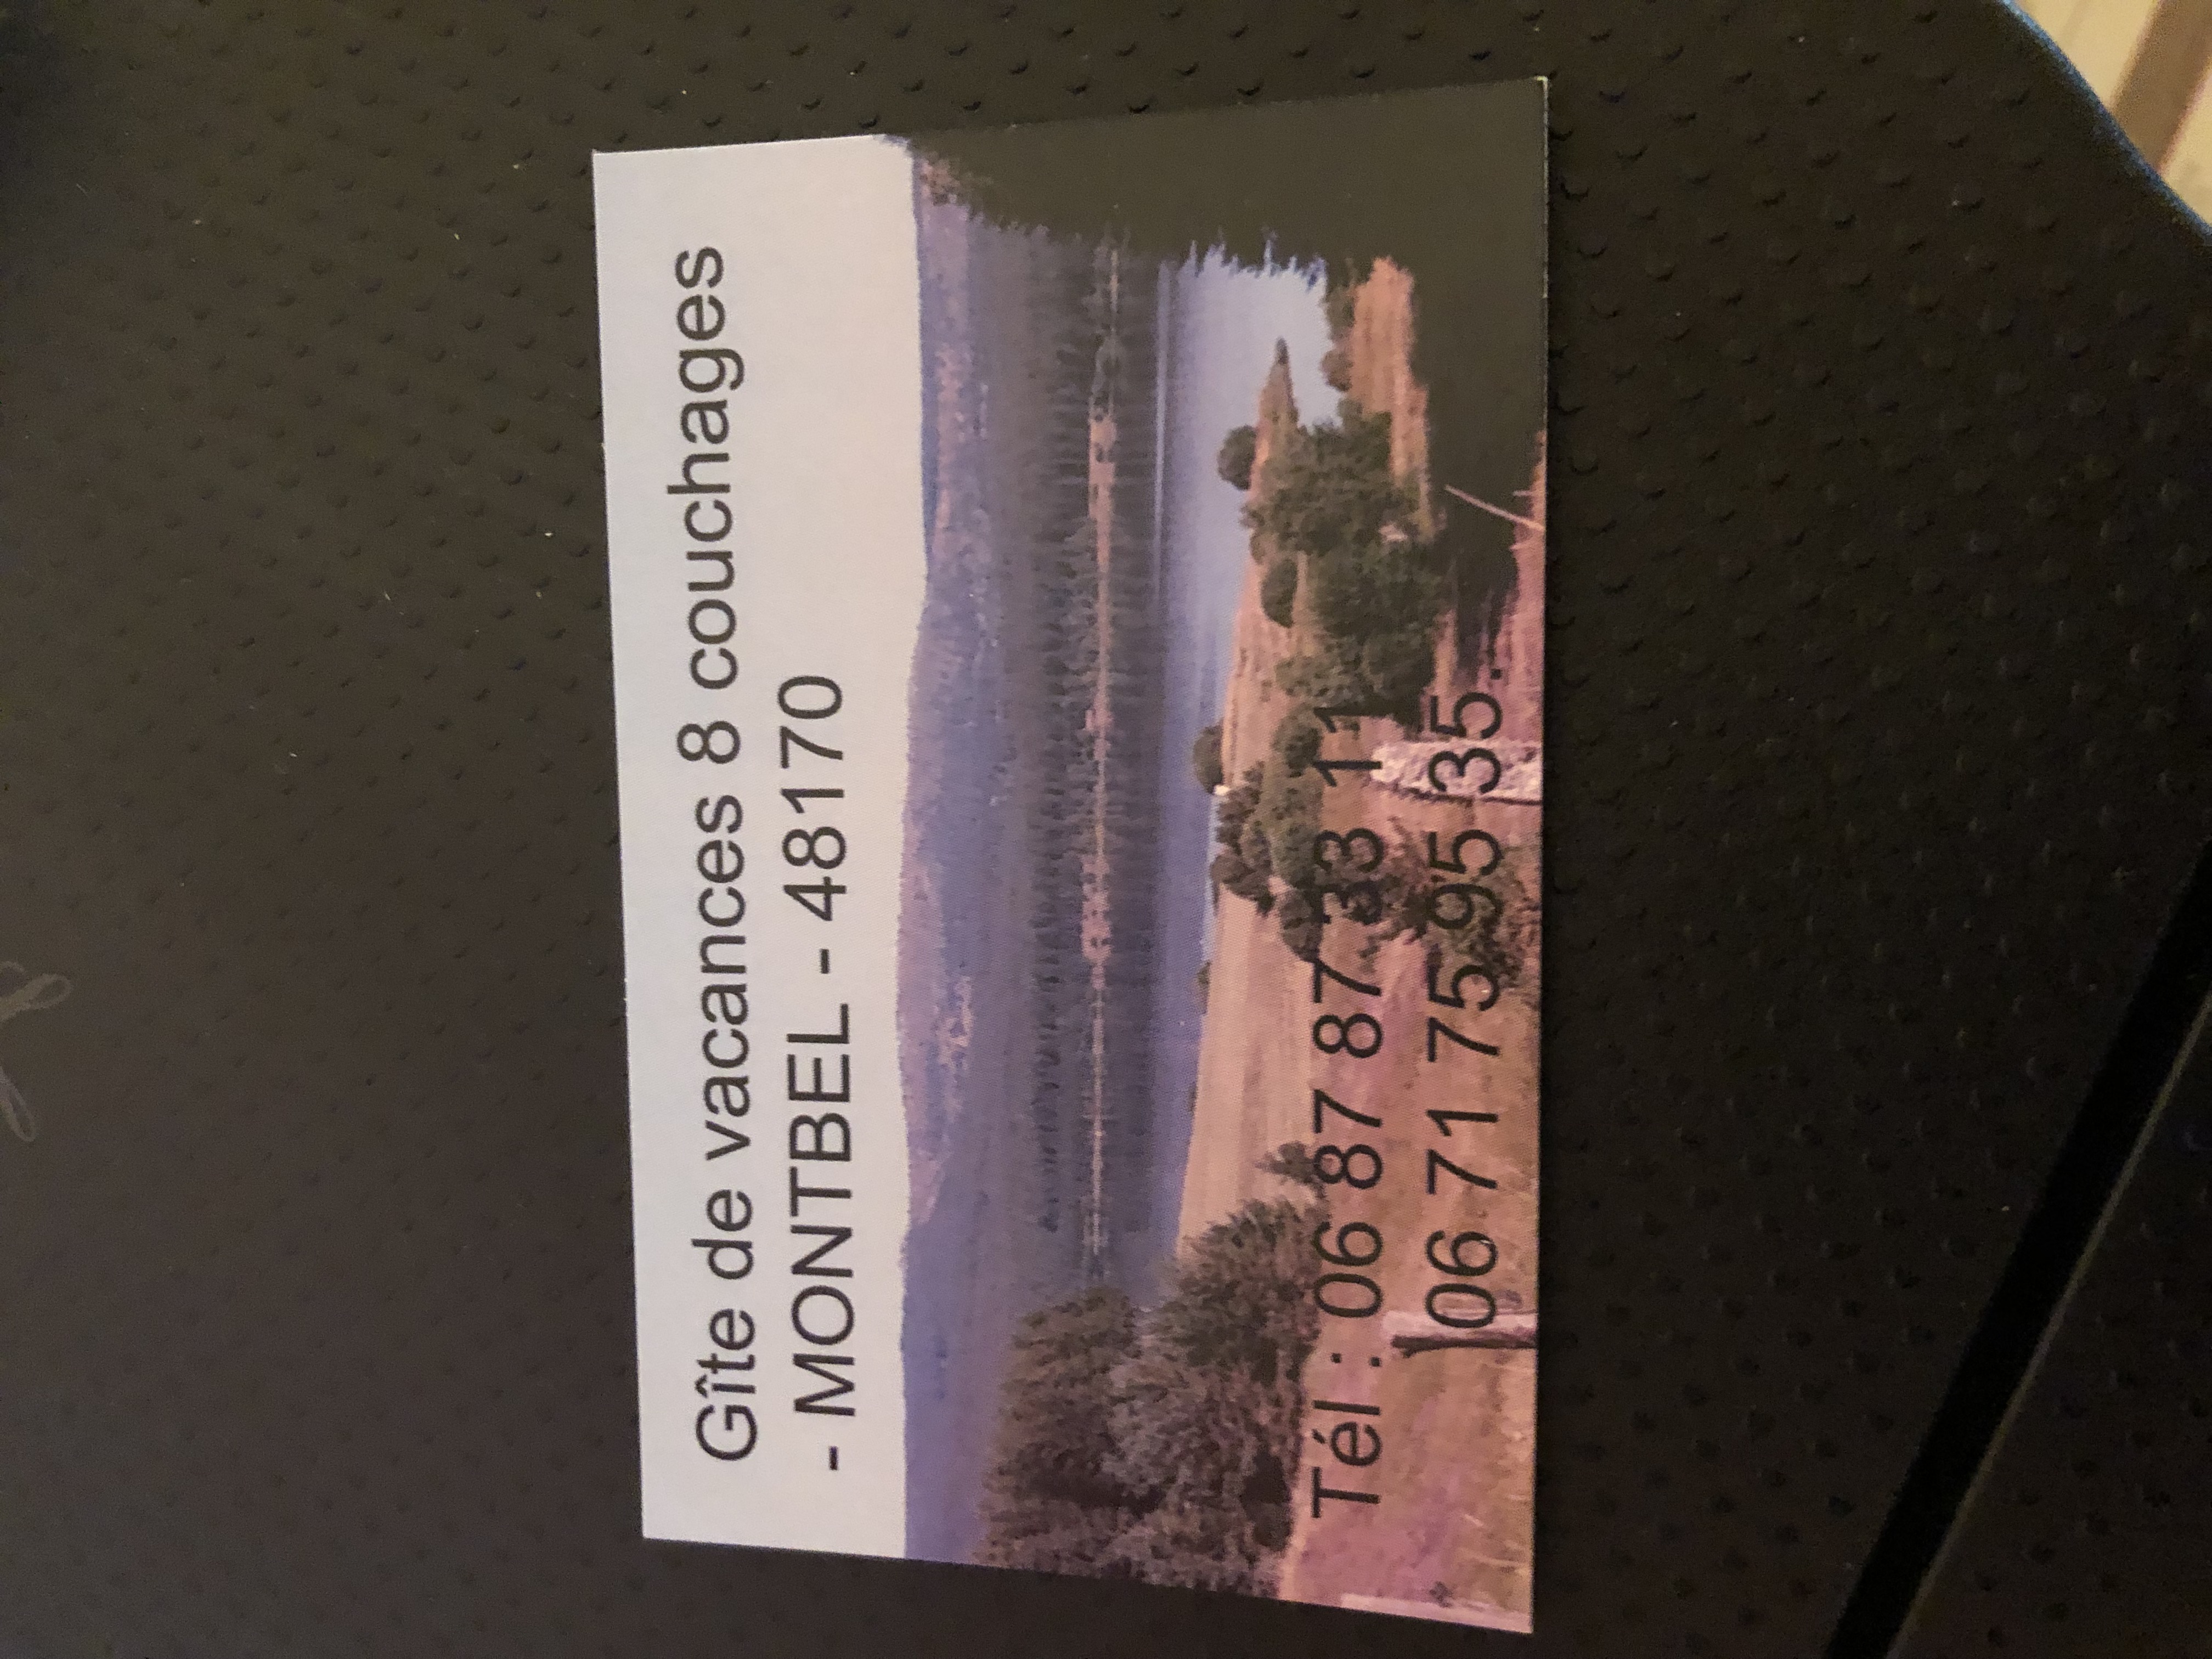 Gîte de vacances 8 couchages
- MONTBEL - 48170
Tél : 06 87 87 33 11
06 71 75 95 35.